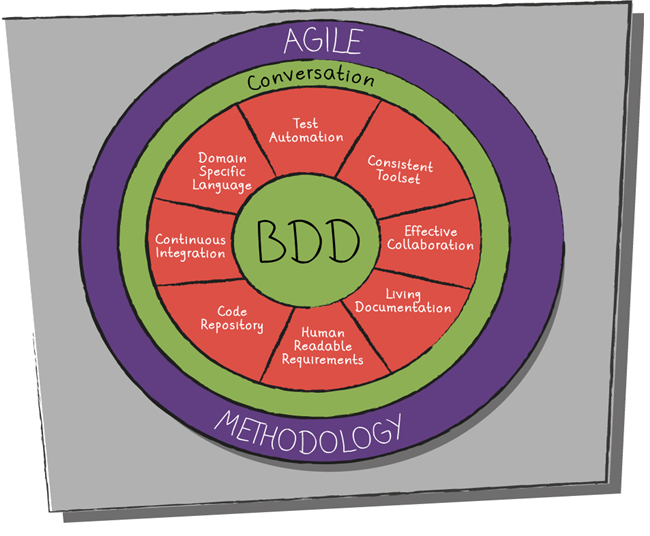 AGILE
Conversation
Test
Automation
Consistent
Toolset
Effective
Collaboration
Living
Documentation
Human
Readable
Requirements
Code
Repository
Continuous
Integration
Domain
Specific
Language
BDD
METHODOLOGY